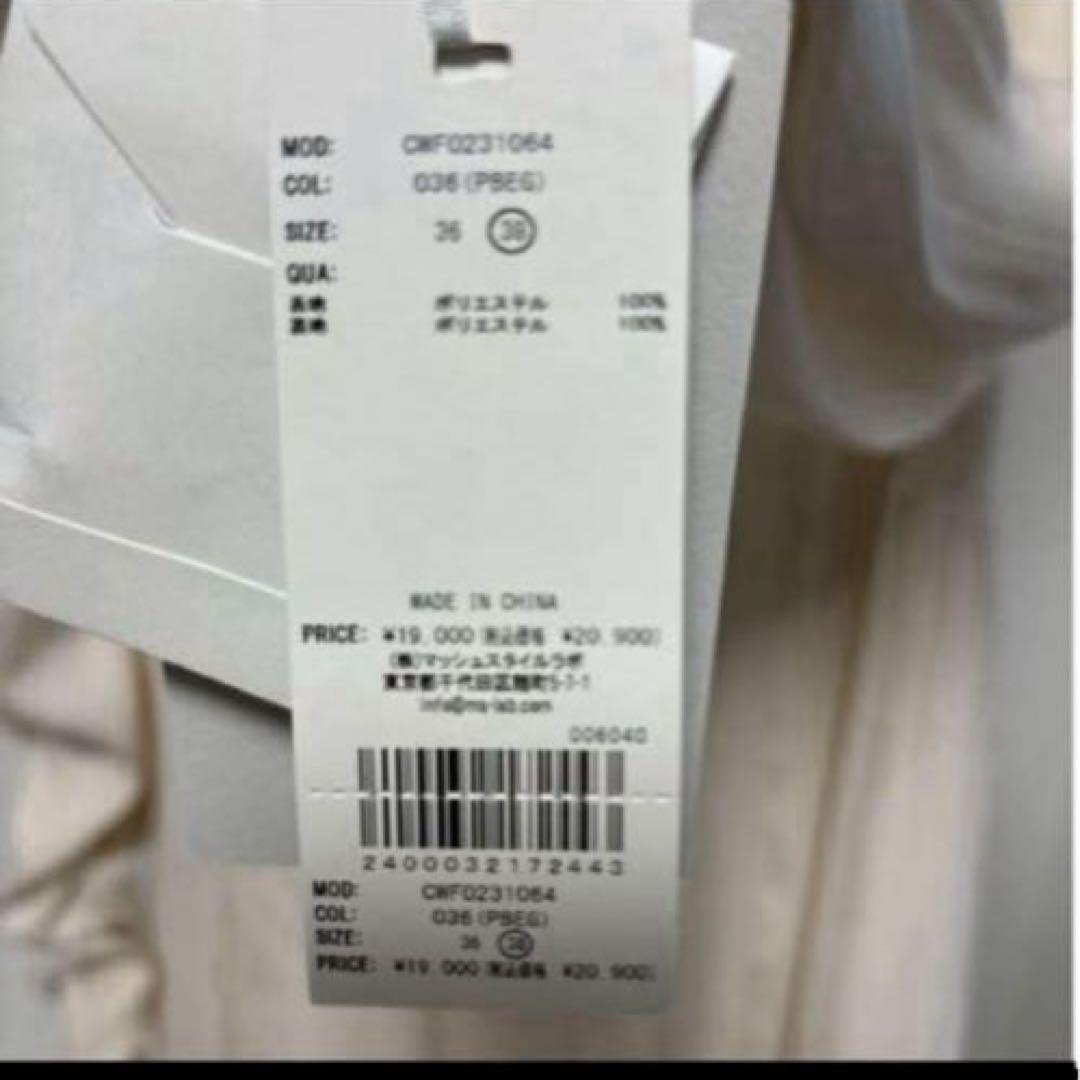 MOD: CWF0231064
COL: 036(PBEG)
SIZE: 36 38
QUA:
表地 ポリエステル 100%
裏地 ポリエステル 100%
MADE IN CHINA
PRICE: ¥19,000(税込価格 ¥20,900)
(株)マッシュスタイルラボ
東京都千代田区麹町5-7-1
info@ms-lab.com
006040
2400032172443
MOD: CWF0231064
COL: 036(PBEG)
SIZE: 36 38
PRICE: ¥19,000(税込価格 ¥20,900)